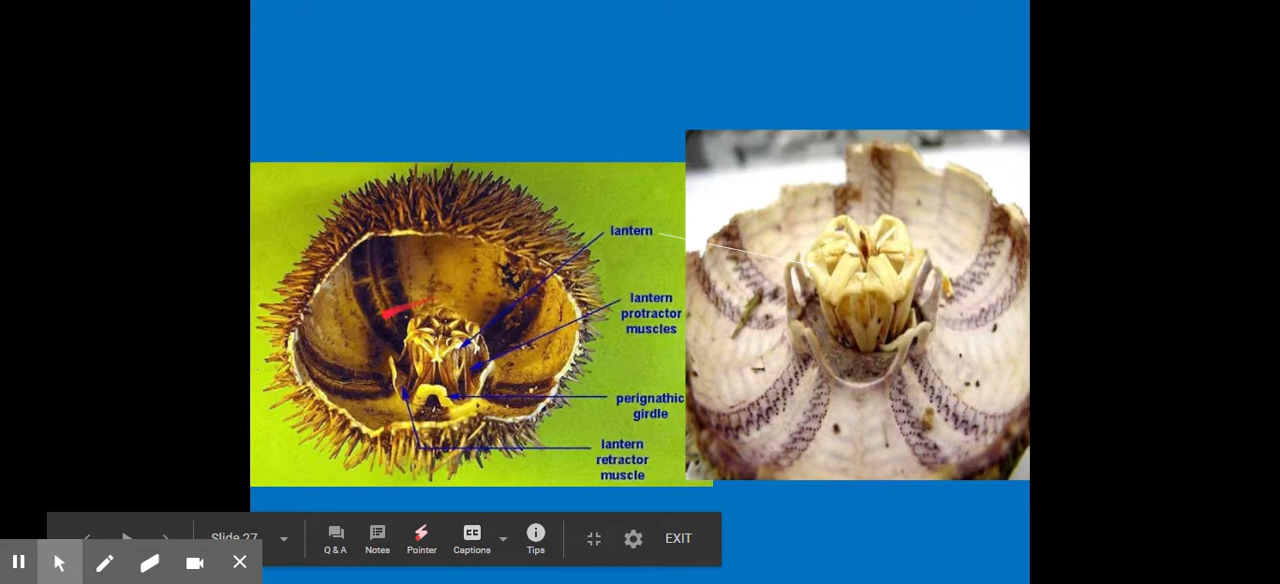 lantern
lantern
protractor
muscles
perignathic
girdle
lantern
retractor
muscle
Slide 27
Q & A
Notes
Pointer
Captions
Tips
EXIT